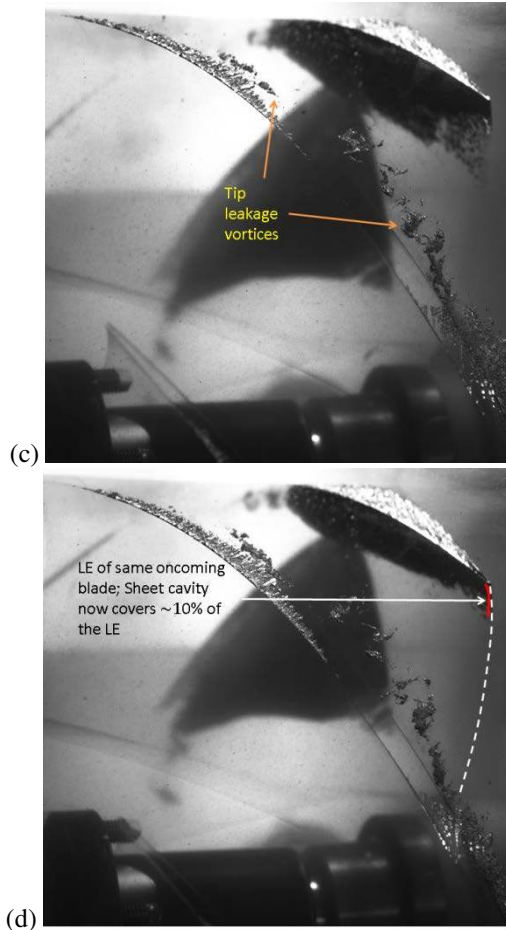 Tip
leakage
vortices
(c)
LE of same oncoming
blade; Sheet cavity
now covers ~10% of
the LE
(d)